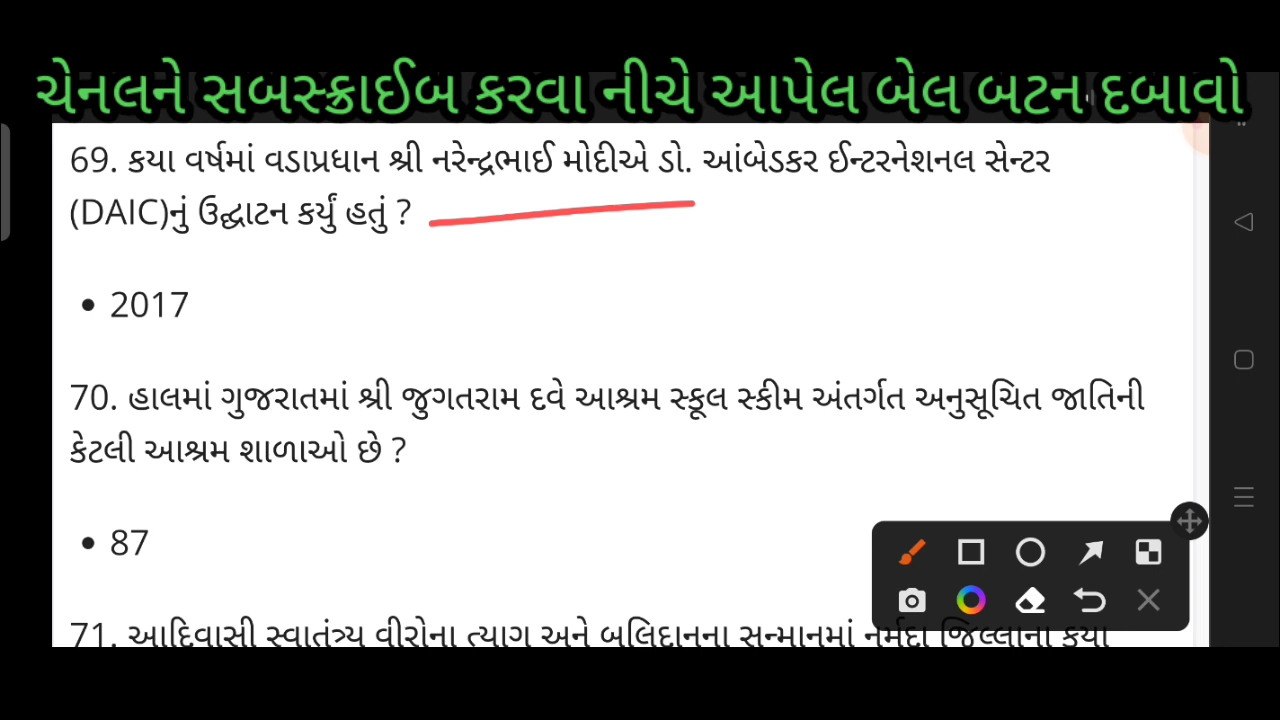 ચેનલને સબસ્ક્રાઈબ કરવા નીચે આપેલ બેલ બટન દબાવો
69. કયા વર્ષમાં વડાપ્રધાન શ્રી નરેન્દ્રભાઈ મોદીએ ડો. આંબેડકર ઈન્ટરનેશનલ સેન્ટર
(DAIC)નું ઉદ્ઘાટન કર્યું હતું ?
• 2017
70. હાલમાં ગુજરાતમાં શ્રી જુગતરામ દવે આશ્રમ સ્કૂલ સ્કીમ અંતર્ગત અનુસૂચિત જાતિની
કેટલી આશ્રમ શાળાઓ છે ?
• 87
71. આદિવાસી સ્વાતંત્ર્ય વીરોના ત્યાગ અને બલિદાનના સન્માનમાં નર્મદા જિલ્લાના કયા